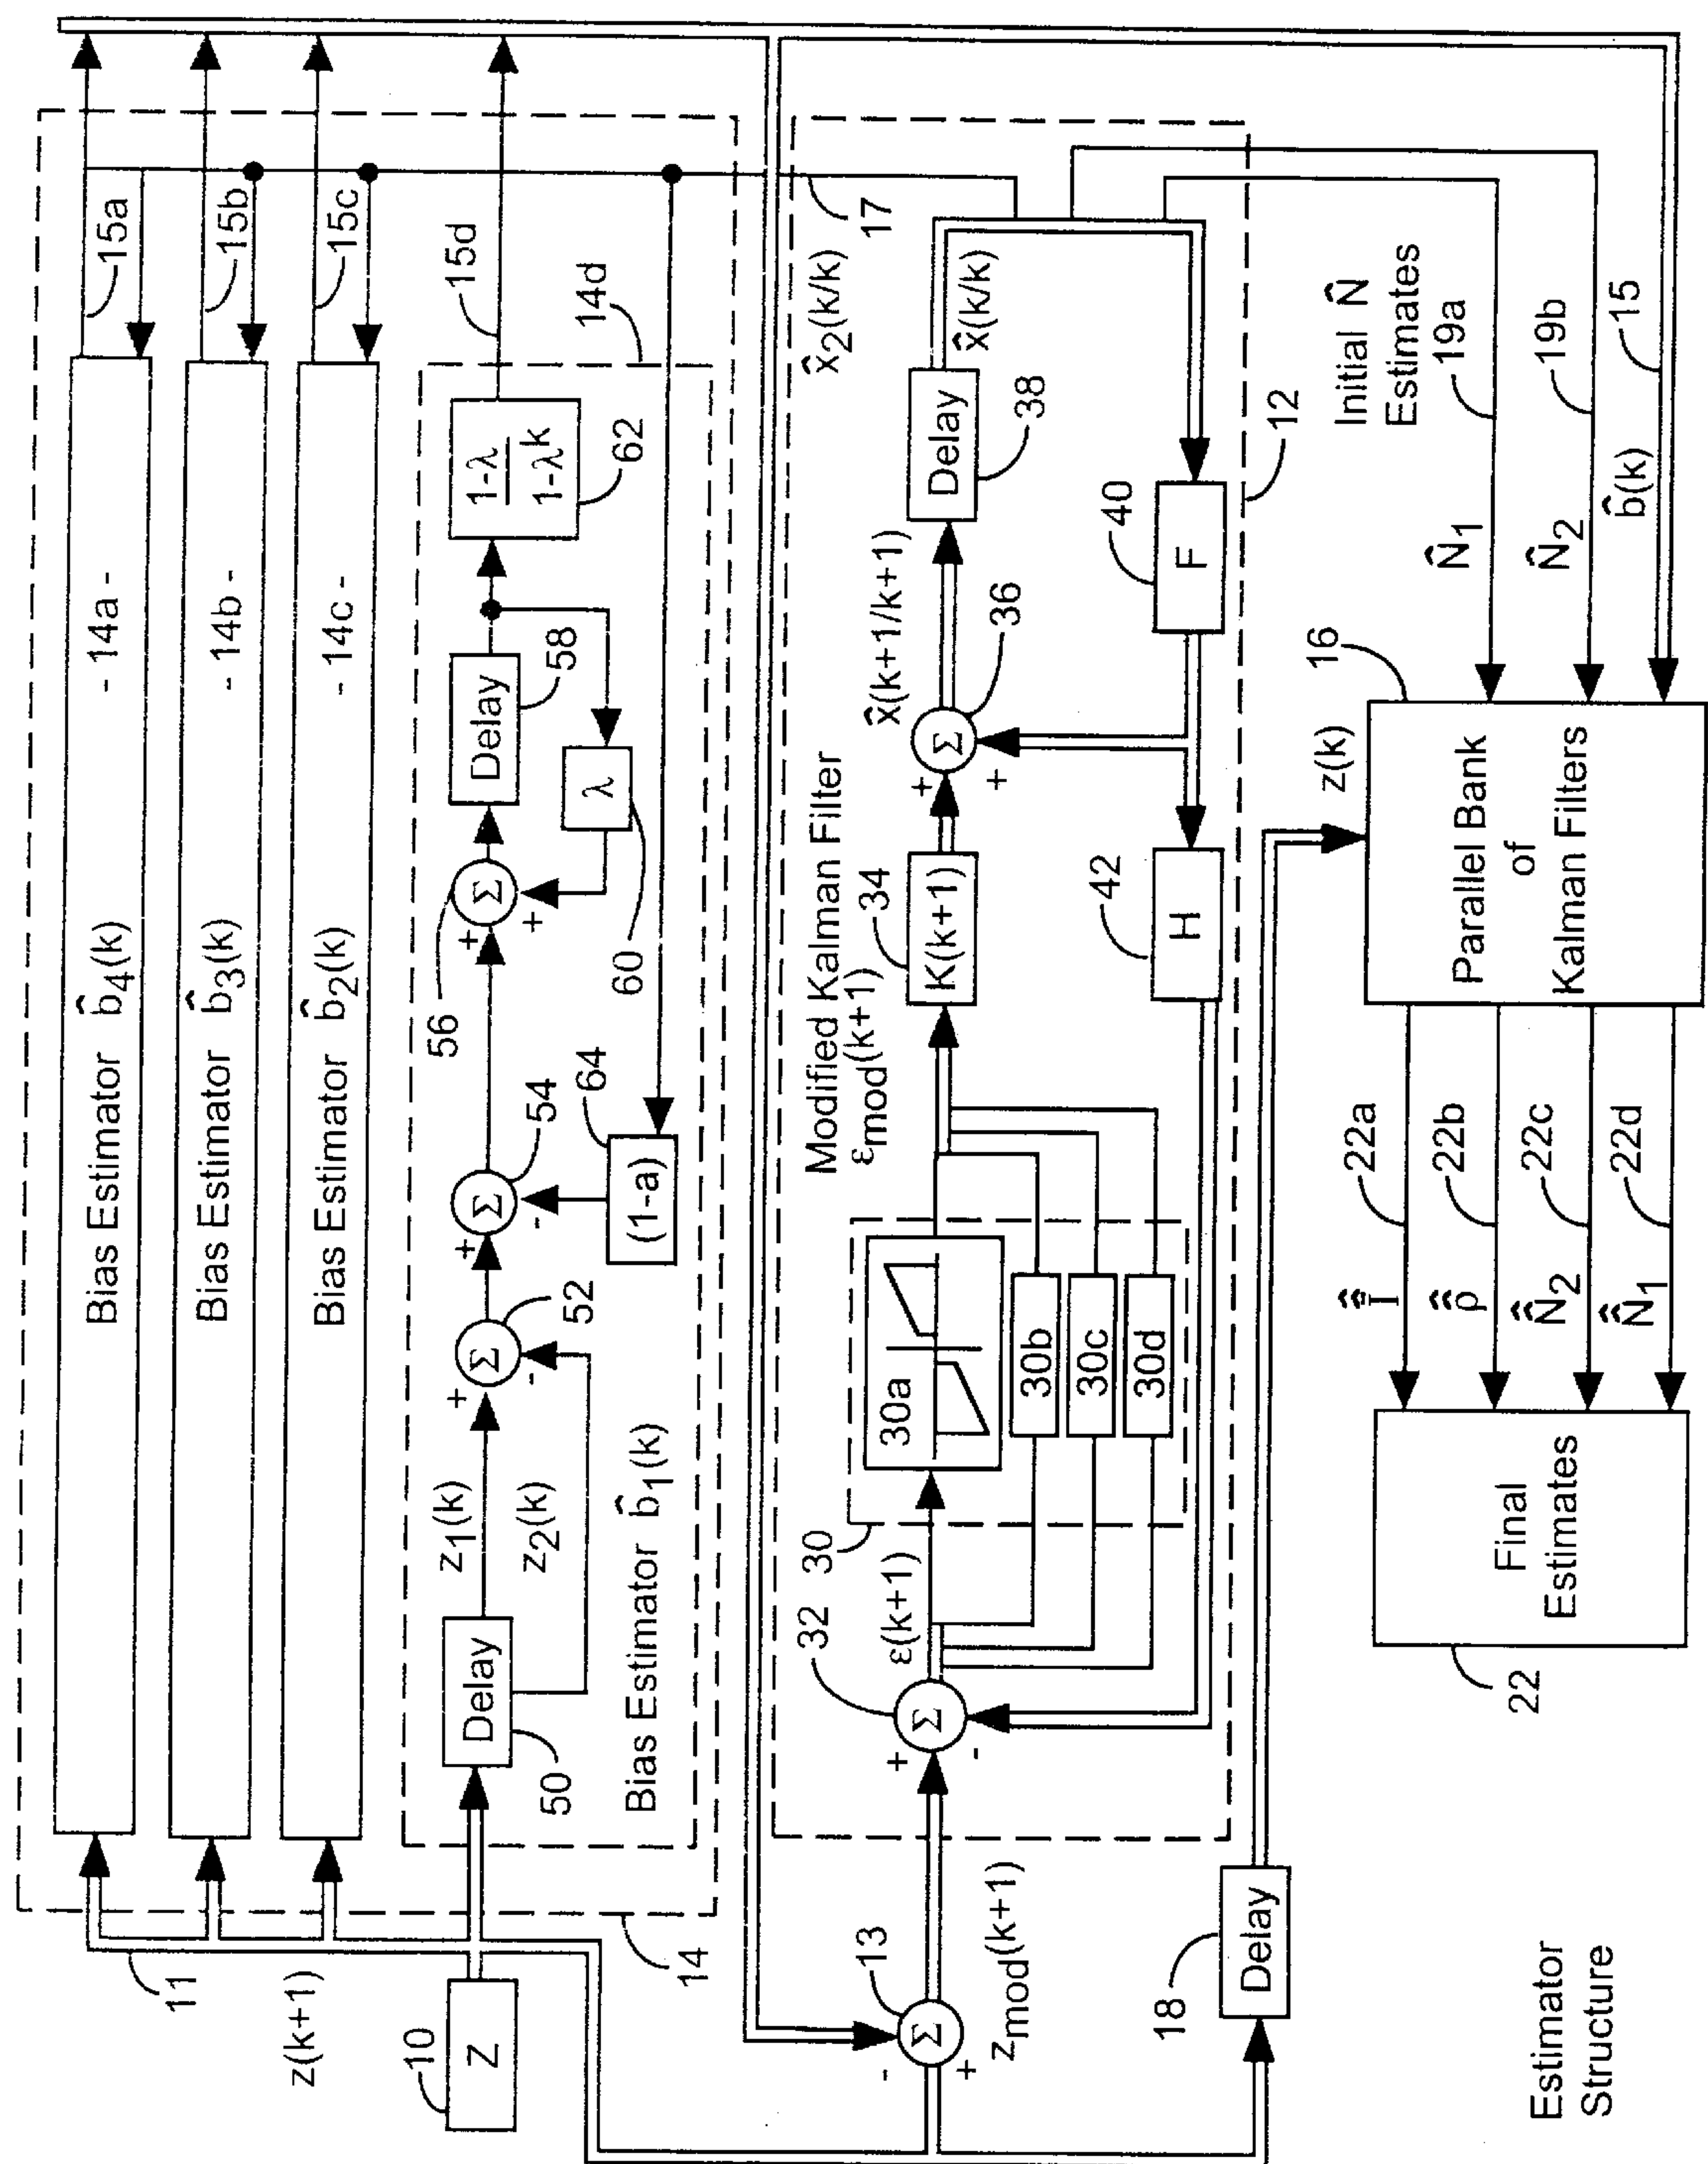 Bias Estimator b̂4(k) - 14a -
15a
Bias Estimator b̂3(k) - 14b -
15b
Bias Estimator b̂2(k) - 14c -
15c
11
z(k+1)
10
Z
14
Delay
50
z1(k)
z2(k)
+
-
Σ
52
+
-
Σ
54
64
(1-a)
56
+
+
Σ
Delay
58
λ
60
1-λ
1-λk
62
15d
14d
Bias Estimator b̂1(k)
x̂2(k/k)
17
Modified Kalman Filter
13
-
+
Σ
zmod(k+1)
32
+
-
Σ
ε(k+1)
30
30a
30b
30c
30d
εmod(k+1)
K(k+1)
34
+
+
Σ
36
x̂(k+1/k+1)
Delay
38
x̂(k/k)
40
F
42
H
12
18
Delay
z(k)
16
Parallel Bank
of
Kalman Filters
Initial N̂
Estimates
N̂1
19a
N̂2
19b
b̂(k)
15
Î̂
22a
ρ̂̂
22b
N̂̂2
22c
N̂̂1
22d
Final
Estimates
22
Estimator
Structure